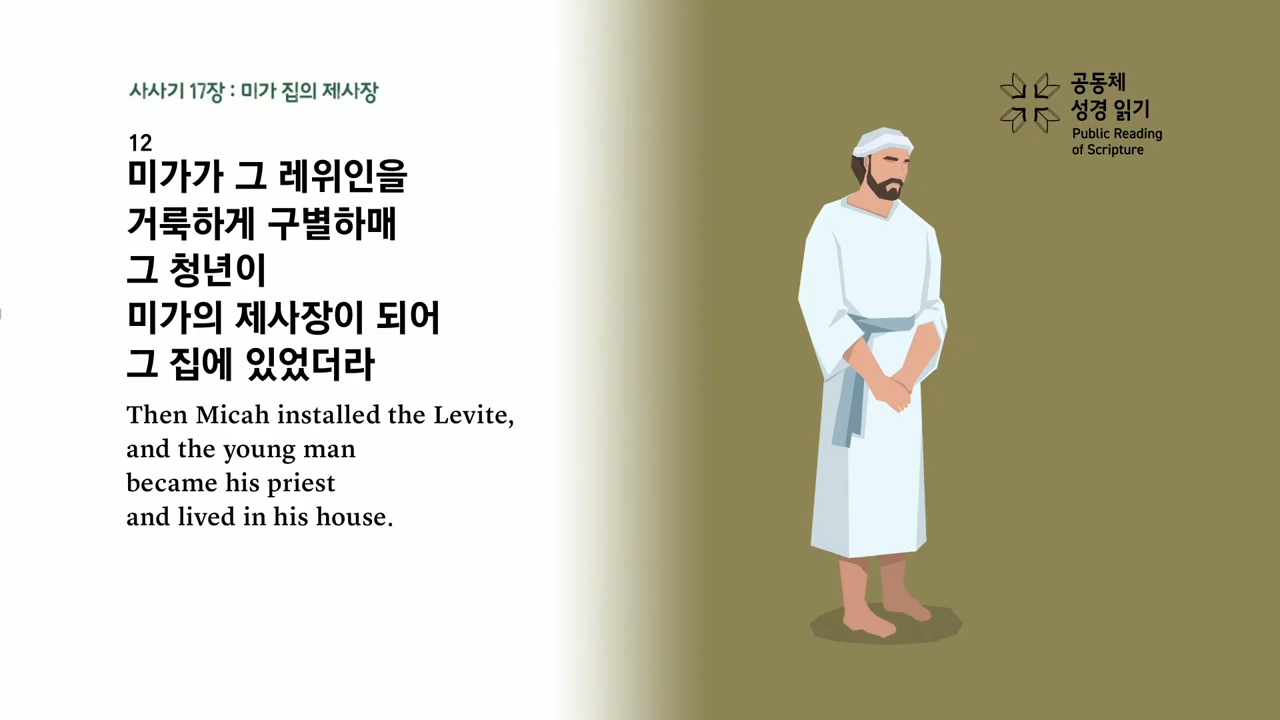 사사기 17장 : 미가 집의 제사장
12
미가가 그 레위인을
거룩하게 구별하매
그 청년이
미가의 제사장이 되어
그 집에 있었더라
Then Micah installed the Levite,
and the young man
became his priest
and lived in his house.
공동체
성경 읽기
Public Reading
of Scripture